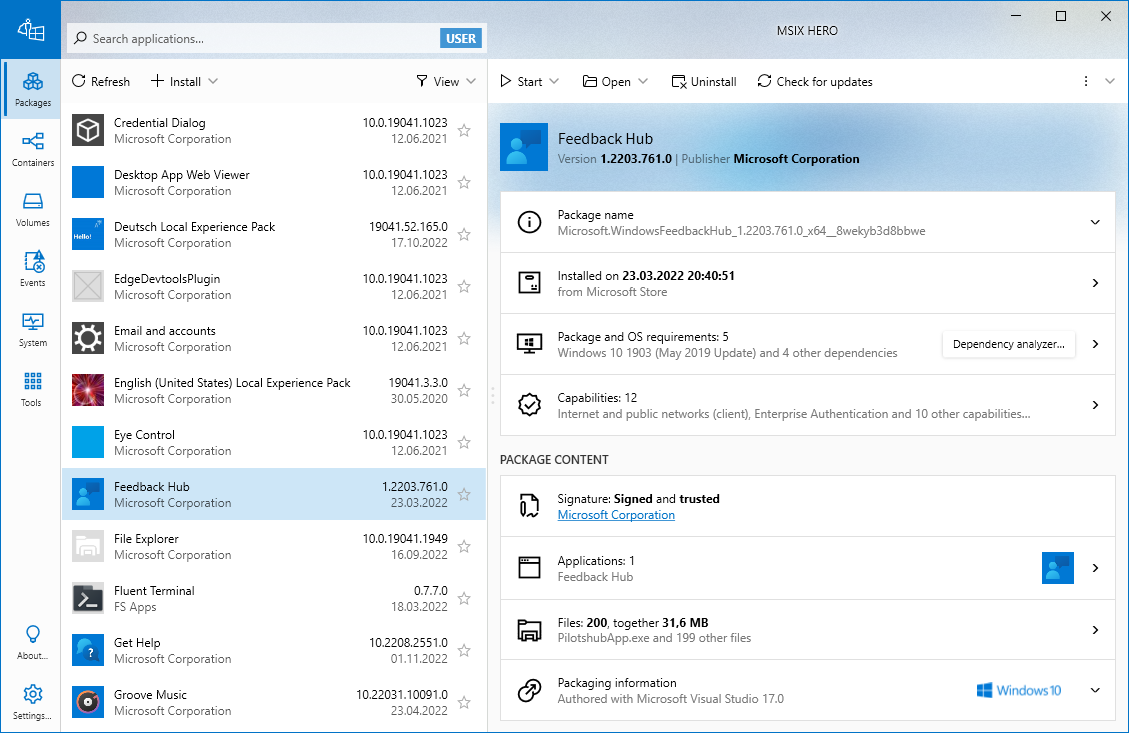 MSIX HERO
Search applications...
USER
Packages
Containers
Volumes
Events
System
Tools
About...
Settings...
Refresh
Install
View
Credential Dialog 10.0.19041.1023
Microsoft Corporation 12.06.2021
Desktop App Web Viewer 10.0.19041.1023
Microsoft Corporation 12.06.2021
Hello!
Deutsch Local Experience Pack 19041.52.165.0
Microsoft Corporation 17.10.2022
EdgeDevtoolsPlugin 10.0.19041.1023
Microsoft Corporation 12.06.2021
Email and accounts 10.0.19041.1023
Microsoft Corporation 12.06.2021
English (United States) Local Experience Pack 19041.3.3.0
Microsoft Corporation 30.05.2020
Eye Control 10.0.19041.1023
Microsoft Corporation 12.06.2021
Feedback Hub 1.2203.761.0
Microsoft Corporation 23.03.2022
File Explorer 10.0.19041.1949
Microsoft Corporation 16.09.2022
Fluent Terminal 0.7.7.0
FS Apps 18.03.2022
Get Help 10.2208.2551.0
Microsoft Corporation 01.11.2022
Groove Music 10.22031.10091.0
Microsoft Corporation 23.04.2022
Start
Open
Uninstall
Check for updates
Feedback Hub
Version 1.2203.761.0 | Publisher Microsoft Corporation
Package name
Microsoft.WindowsFeedbackHub_1.2203.761.0_x64__8wekyb3d8bbwe
Installed on 23.03.2022 20:40:51
from Microsoft Store
Package and OS requirements: 5
Windows 10 1903 (May 2019 Update) and 4 other dependencies
Dependency analyzer...
Capabilities: 12
Internet and public networks (client), Enterprise Authentication and 10 other capabilities...
PACKAGE CONTENT
Signature: Signed and trusted
Microsoft Corporation
Applications: 1
Feedback Hub
Files: 200, together 31,6 MB
PilotshubApp.exe and 199 other files
Packaging information
Authored with Microsoft Visual Studio 17.0
Windows 10